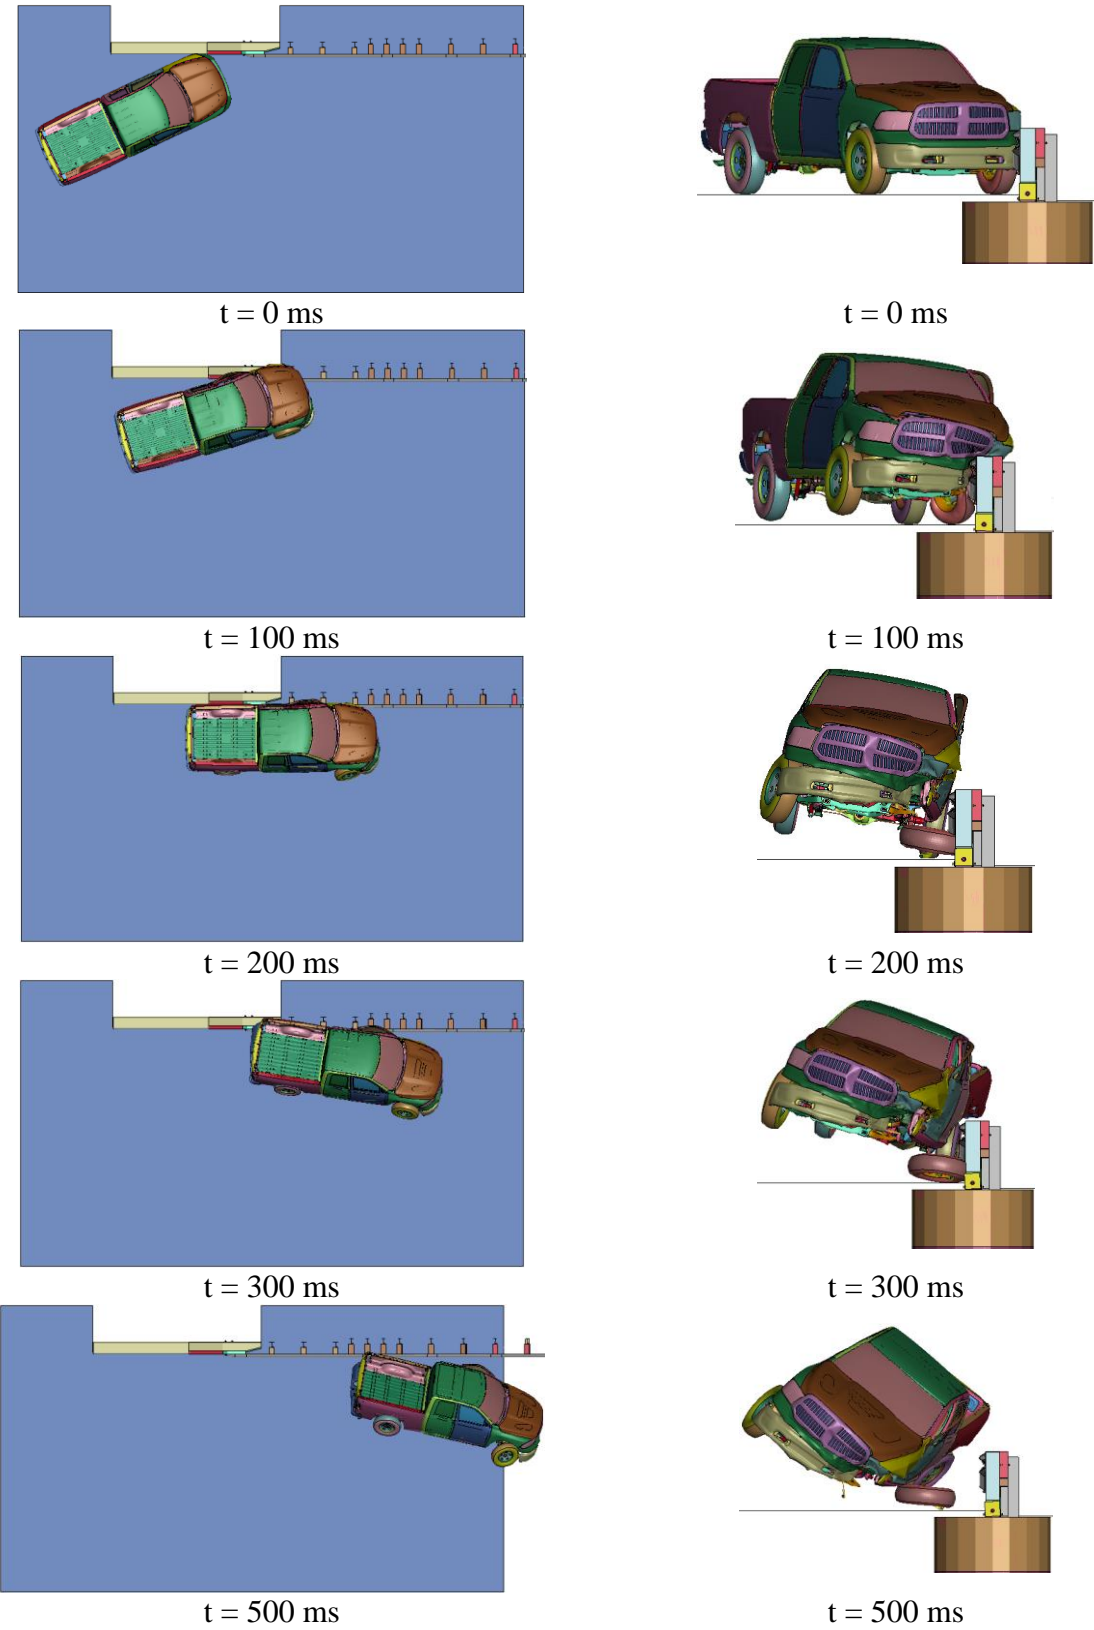 t = 0 ms
t = 0 ms
t = 100 ms
t = 100 ms
t = 200 ms
t = 200 ms
t = 300 ms
t = 300 ms
t = 500 ms
t = 500 ms